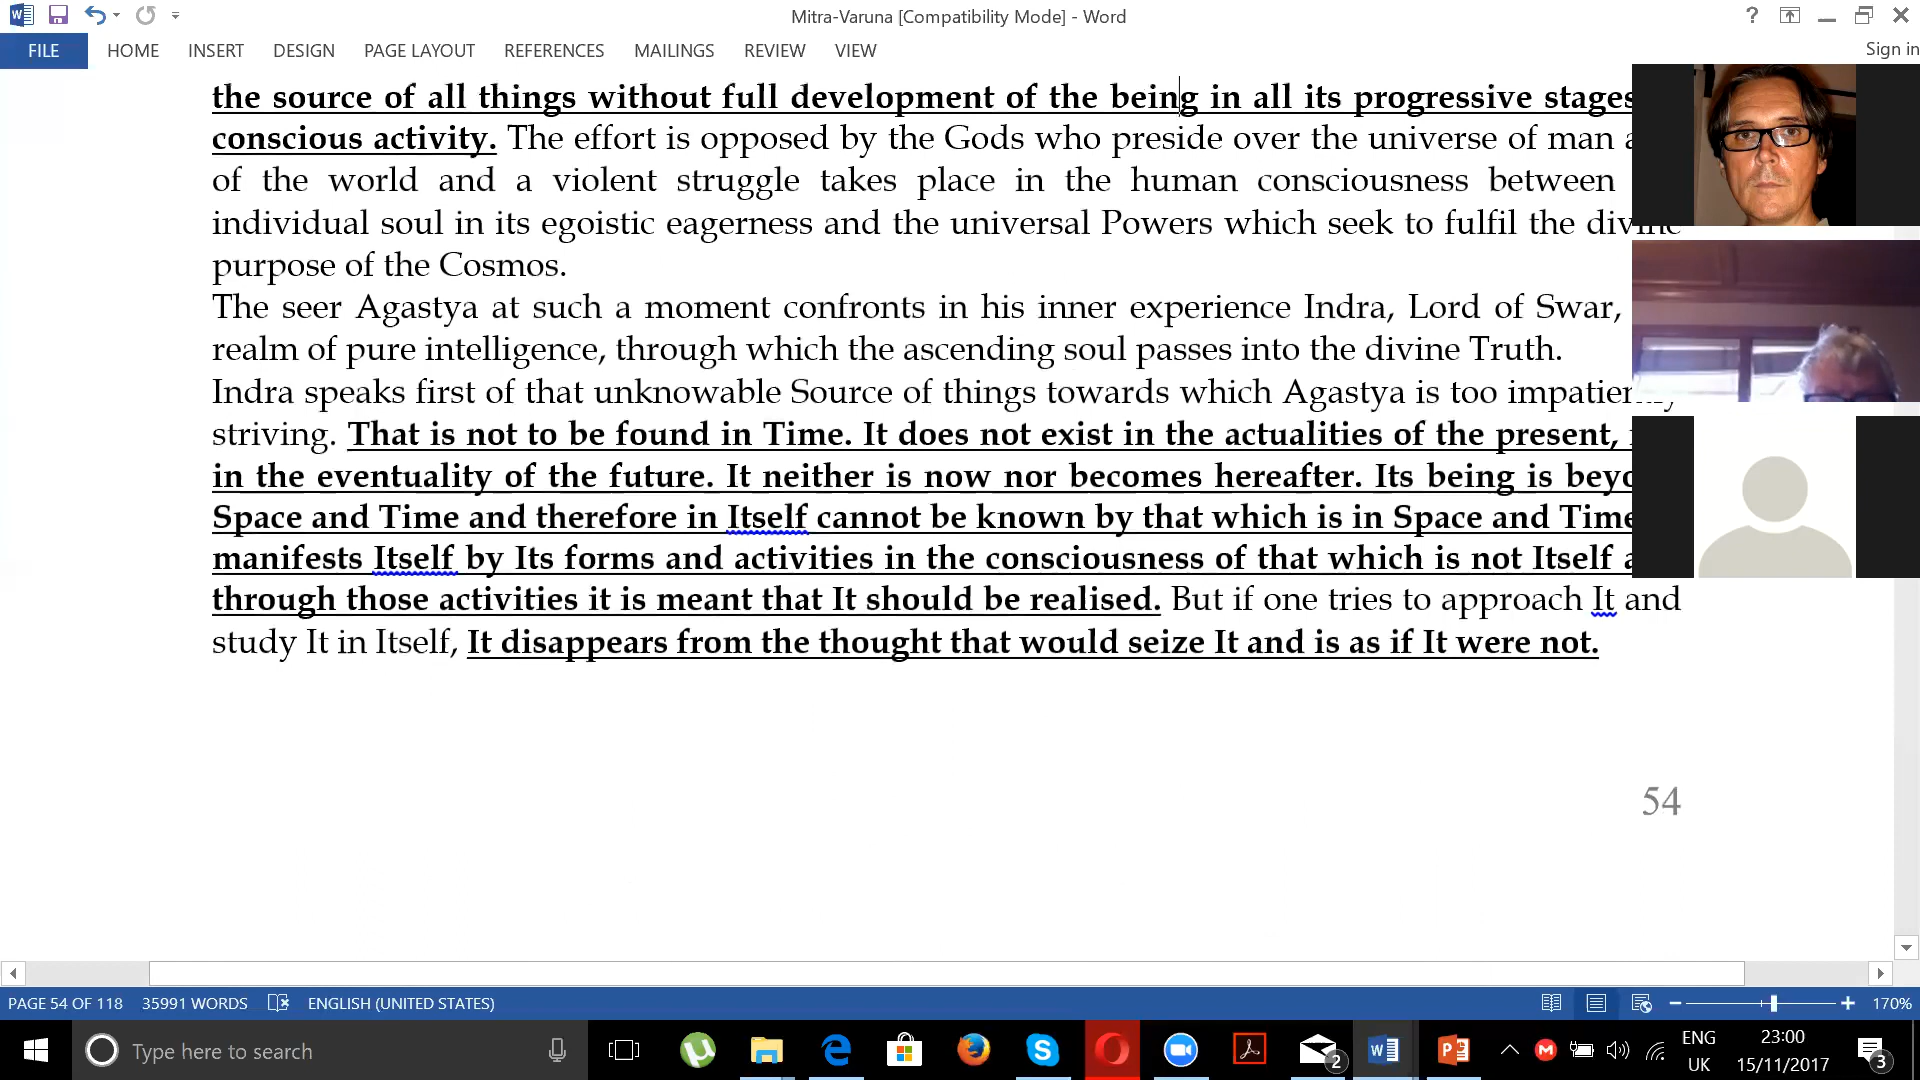 Mitra-Varuna [Compatibility Mode] - Word
?
FILE HOME INSERT DESIGN PAGE LAYOUT REFERENCES MAILINGS REVIEW VIEW Sign in
the source of all things without full development of the being in all its progressive stages
conscious activity. The effort is opposed by the Gods who preside over the universe of man
of the world and a violent struggle takes place in the human consciousness between
individual soul in its egoistic eagerness and the universal Powers which seek to fulfil the divine
purpose of the Cosmos.
The seer Agastya at such a moment confronts in his inner experience Indra, Lord of Swar,
realm of pure intelligence, through which the ascending soul passes into the divine Truth.
Indra speaks first of that unknowable Source of things towards which Agastya is too impatiently
striving. That is not to be found in Time. It does not exist in the actualities of the present,
in the eventuality of the future. It neither is now nor becomes hereafter. Its being is
Space and Time and therefore in Itself cannot be known by that which is in Space and Time
manifests Itself by Its forms and activities in the consciousness of that which is not Itself
through those activities it is meant that It should be realised. But if one tries to approach It and
study It in Itself, It disappears from the thought that would seize It and is as if It were not.
54
PAGE 54 OF 118 35991 WORDS ENGLISH (UNITED STATES) 170%
Type here to search
2
ENG
UK
23:00
15/11/2017
3